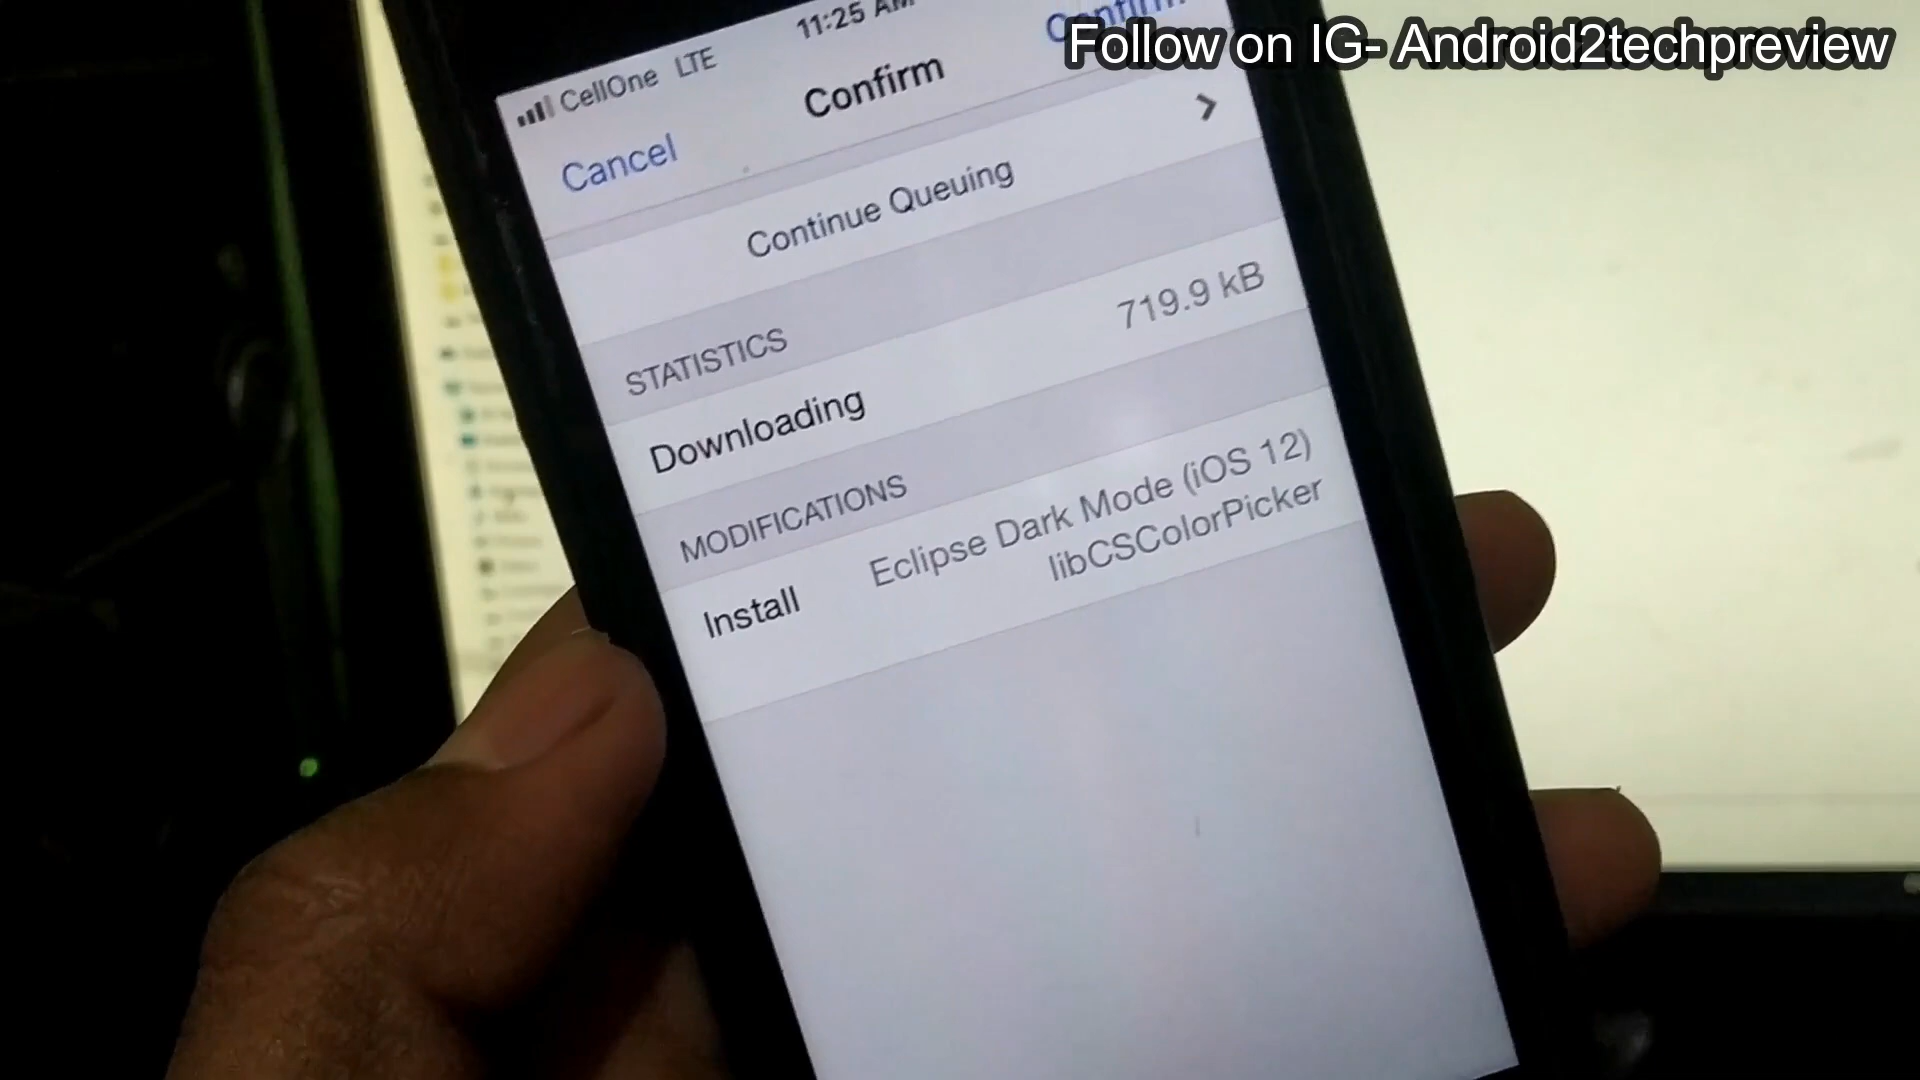 Follow on IG- Android2techpreview
CellOne LTE 11:25 AM
Cancel Confirm Confirm
Continue Queuing
STATISTICS
Downloading 719.9 kB
MODIFICATIONS
Install Eclipse Dark Mode (iOS 12)
libCSColorPicker